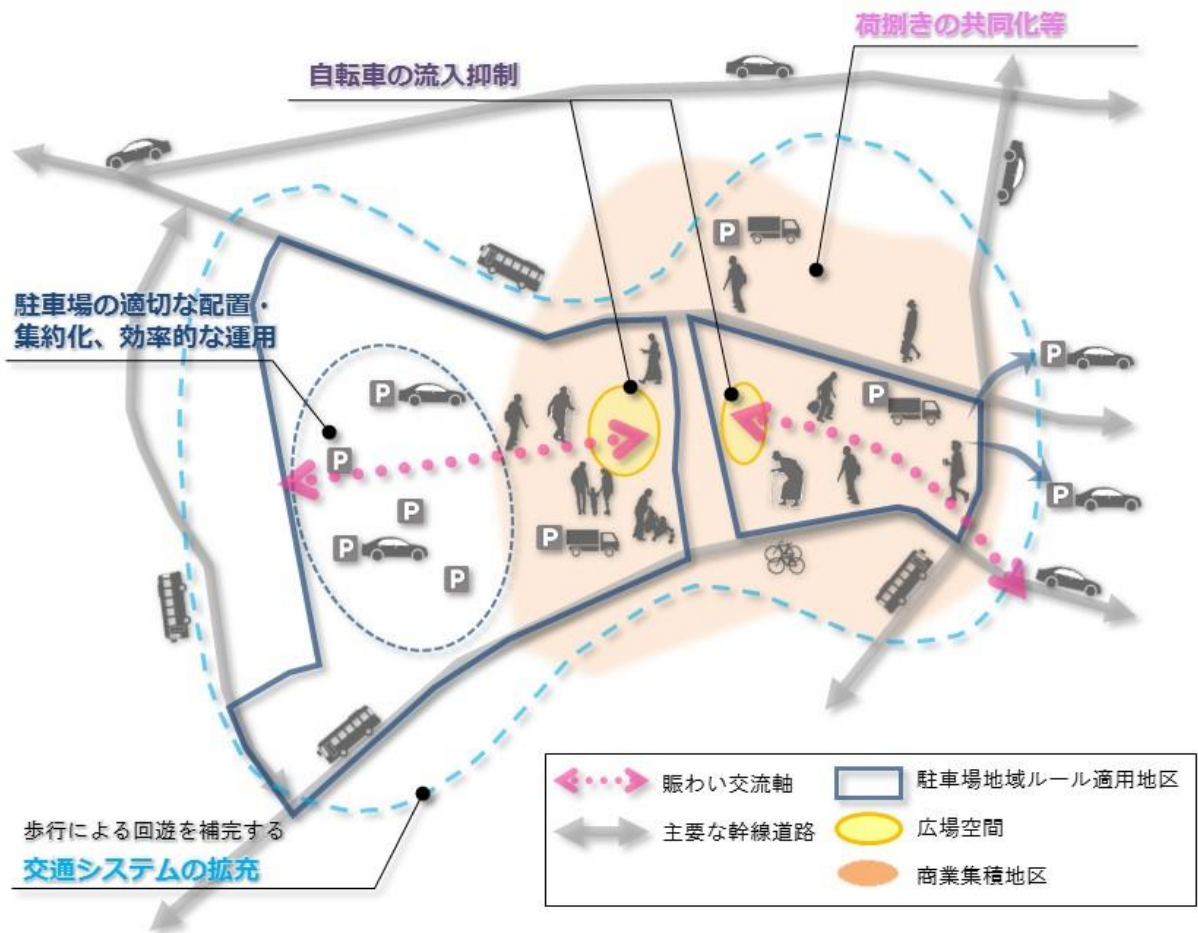 荷捌きの共同化等
自転車の流入抑制
P
駐車場の適切な配置・
集約化、効率的な運用
P
P
P
P
P
P
P
P
P
歩行による回遊を補完する
交通システムの拡充
賑わい交流軸
主要な幹線道路
駐車場地域ルール適用地区
広場空間
商業集積地区